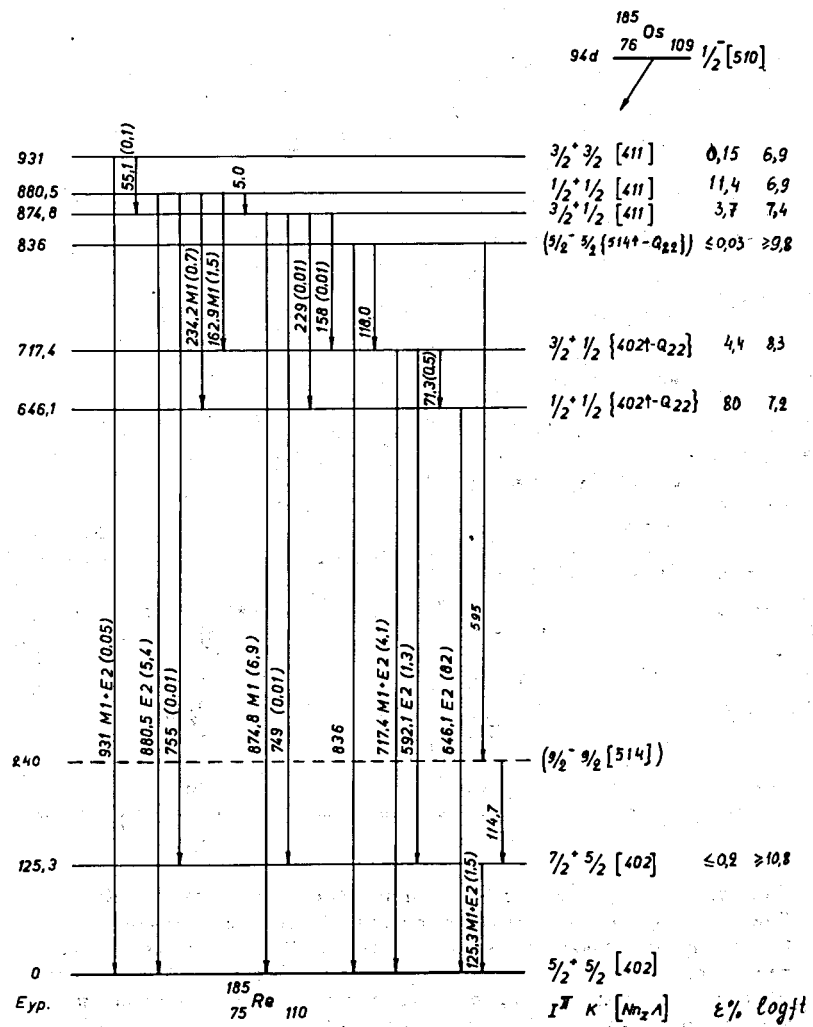 185
Os
76 109
94d 1/2⁻ [510]
931 3/2⁺ 3/2 [411] 0,15 6,9
55,1 (0,1)
880,5 1/2⁺ 1/2 [411] 11,4 6,9
5.0
874,8 3/2⁺ 1/2 [411] 3,7 7,4
836 (5/2⁻ 5/2 {514↑-Q22}) ≤0,03 ≥9,8
234.2 M1 (0.7)
162.9 M1 (1.5)
229 (0.01)
158 (0.01)
118.0
717,4 3/2⁺ 1/2 {402↑-Q22} 4,4 8,3
71,3 (0.5)
646,1 1/2⁺ 1/2 {402↑-Q22} 80 7,2
931 M1+E2 (0.05)
880.5 E2 (5,4)
755 (0.01)
874.8 M1 (6,9)
749 (0.01)
836
717.4 M1+E2 (4,1)
592.1 E2 (1,3)
646,1 E2 (82)
595
240 (9/2⁻ 9/2 [514])
114,7
125,3 7/2⁺ 5/2 [402] ≤0,2 ≥10,8
125.3 M1+E2 (1.5)
0 5/2⁺ 5/2 [402]
Eур. 185 Re 75 110 I^π K [Nn_zΛ] ε% logft